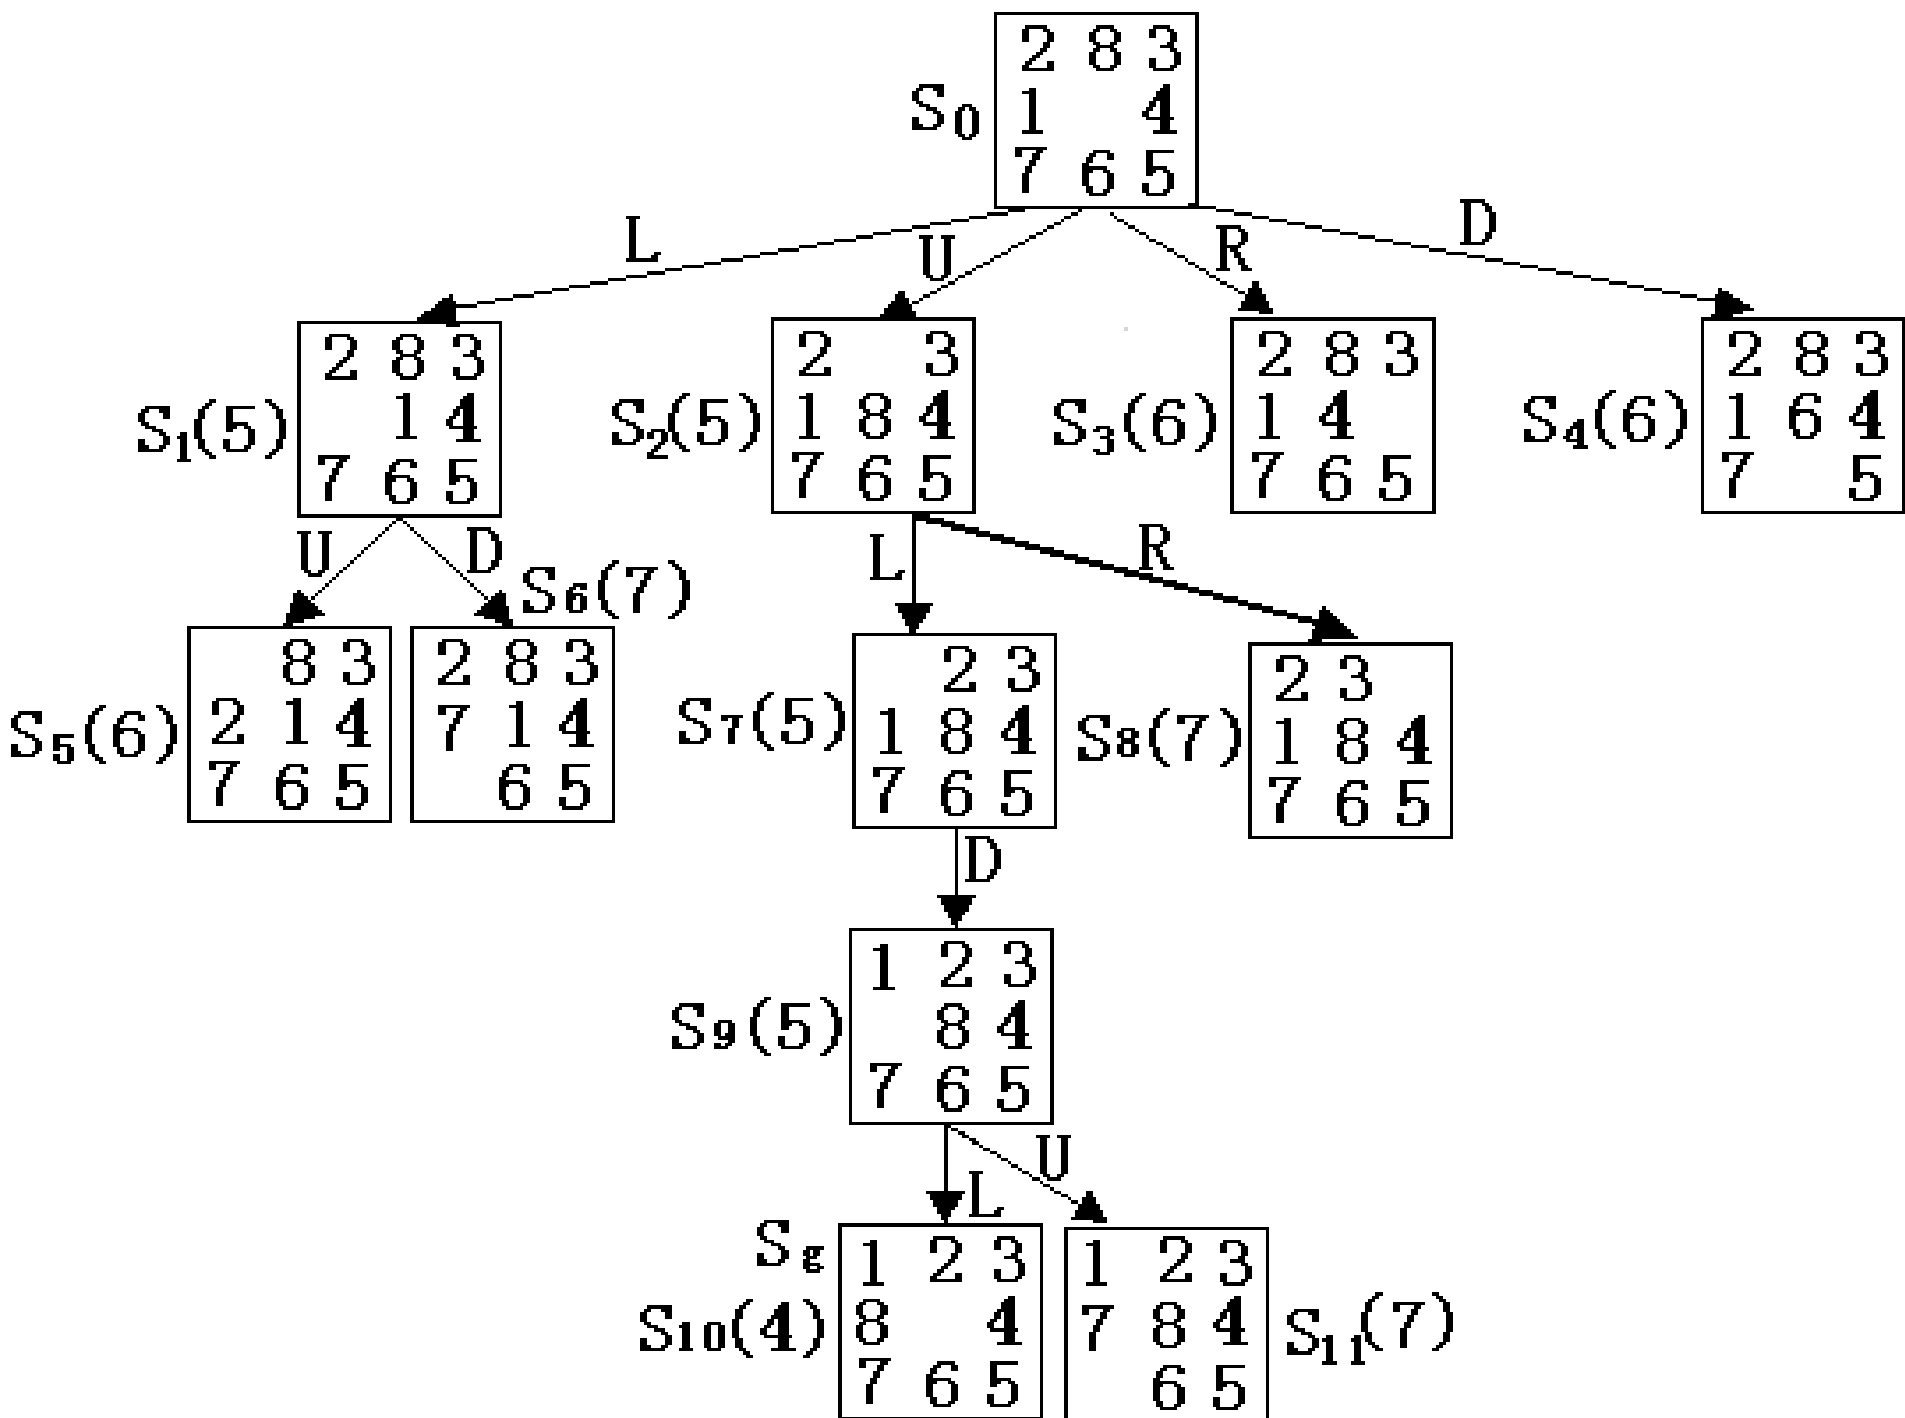 2 8 3
S0 1 4
7 6 5
L U R D
2 8 3
S1(5) 1 4
7 6 5
2 3
S2(5) 1 8 4
7 6 5
2 8 3
S3(6) 1 4
7 6 5
2 8 3
S4(6) 1 6 4
7 5
U D
L R
8 3
S5(6) 2 1 4
7 6 5
S6(7)
2 8 3
7 1 4
6 5
2 3
S7(5) 1 8 4
7 6 5
2 3
S8(7) 1 8 4
7 6 5
D
1 2 3
S9(5) 8 4
7 6 5
L U
Sg 1 2 3
S10(4) 8 4
7 6 5
1 2 3
7 8 4 S11(7)
6 5